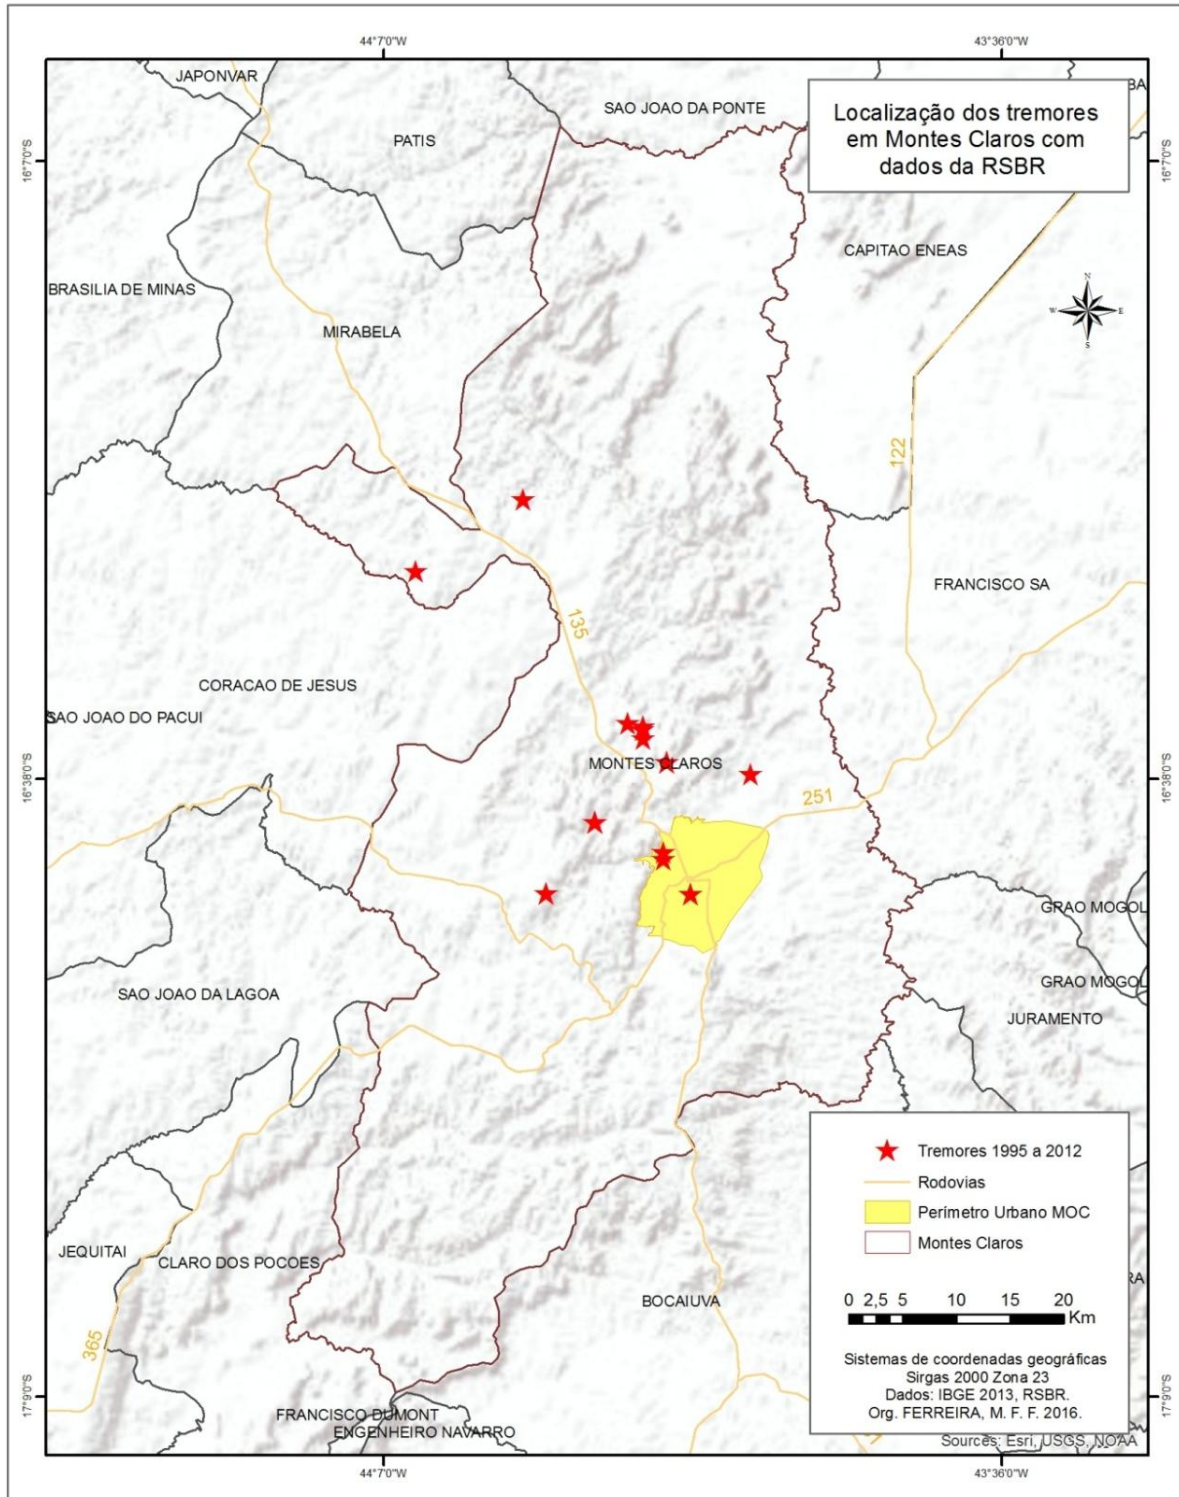 44°7'0"W
43°36'0"W
JAPONVAR
SAO JOAO DA PONTE
BA
Localização dos tremores
em Montes Claros com
dados da RSBR
PATIS
16°7'0"S
16°7'0"S
CAPITAO ENEAS
BRASILIA DE MINAS
MIRABELA
N
W
E
S
122
FRANCISCO SA
135
CORACAO DE JESUS
SAO JOAO DO PACUI
MONTES CLAROS
16°38'0"S
16°38'0"S
251
GRAO MOGOL
GRAO MOGOL
SAO JOAO DA LAGOA
JURAMENTO
Tremores 1995 a 2012
Rodovias
Perímetro Urbano MOC
Montes Claros
JEQUITAI
CLARO DOS POCOES
RA
BOCAIUVA
0 2,5 5 10 15 20
Km
365
Sistemas de coordenadas geográficas
Sirgas 2000 Zona 23
Dados: IBGE 2013, RSBR.
Org. FERREIRA, M. F. F. 2016.
17°9'0"S
17°9'0"S
FRANCISCO DUMONT
ENGENHEIRO NAVARRO
Sources: Esri, USGS, NOAA
44°7'0"W
43°36'0"W